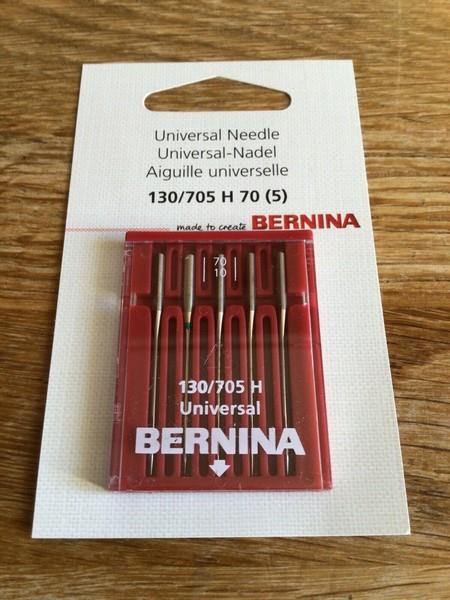 Universal Needle
Universal-Nadel
Aiguille universelle
130/705 H 70 (5)
made to create BERNINA
70
10
130/705 H
Universal
BERNINA